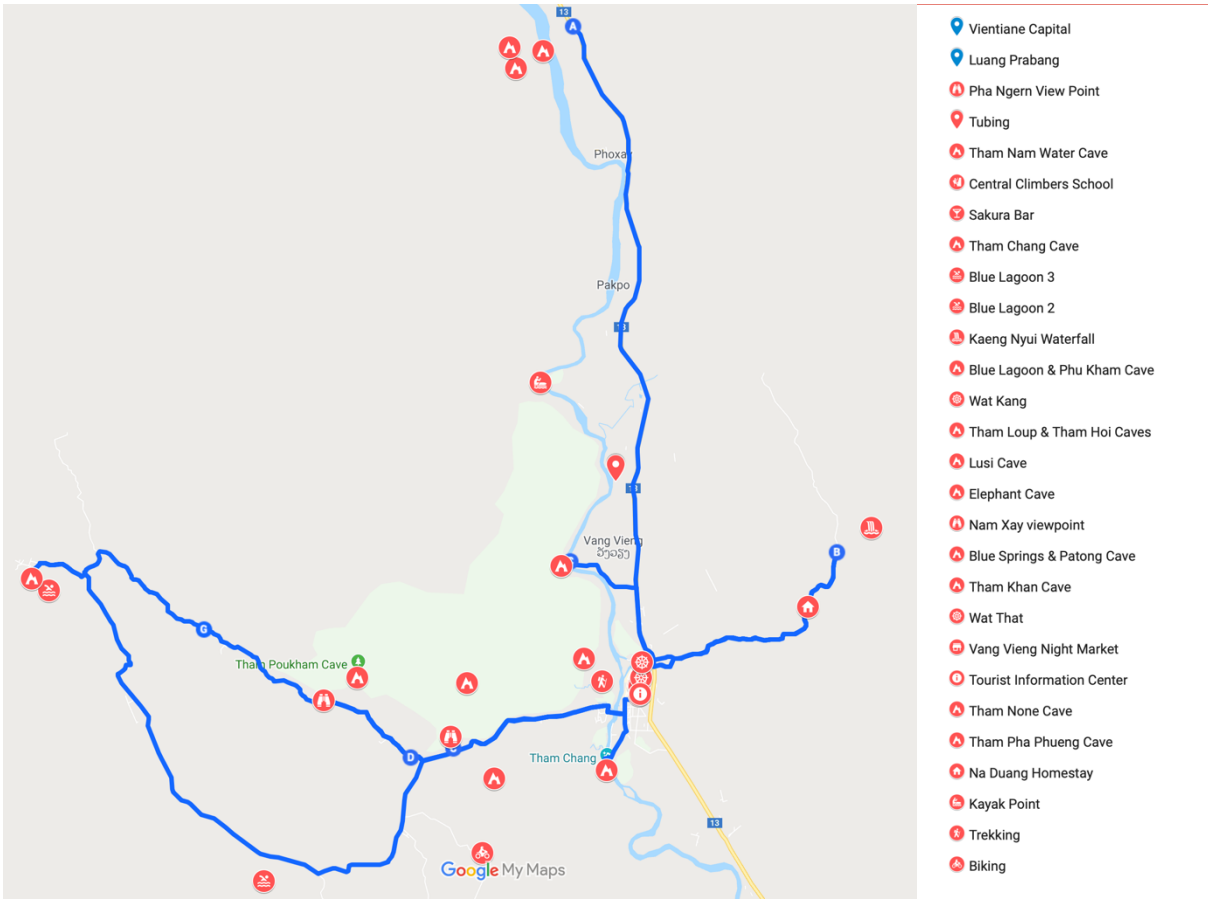 13
A
Phoxay
Pakpo
13
13
Vang Vieng
ວັງວຽງ
B
G
Tham Poukham Cave
D
Tham Chang
13
Google My Maps
Vientiane Capital
Luang Prabang
Pha Ngern View Point
Tubing
Tham Nam Water Cave
Central Climbers School
Sakura Bar
Tham Chang Cave
Blue Lagoon 3
Blue Lagoon 2
Kaeng Nyui Waterfall
Blue Lagoon & Phu Kham Cave
Wat Kang
Tham Loup & Tham Hoi Caves
Lusi Cave
Elephant Cave
Nam Xay viewpoint
Blue Springs & Patong Cave
Tham Khan Cave
Wat That
Vang Vieng Night Market
Tourist Information Center
Tham None Cave
Tham Pha Phueng Cave
Na Duang Homestay
Kayak Point
Trekking
Biking